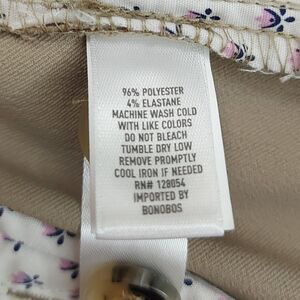 96% POLYESTER
4% ELASTANE
MACHINE WASH COLD
WITH LIKE COLORS
DO NOT BLEACH
TUMBLE DRY LOW
REMOVE PROMPTLY
COOL IRON IF NEEDED
RN# 128054
IMPORTED BY
BONOBOS